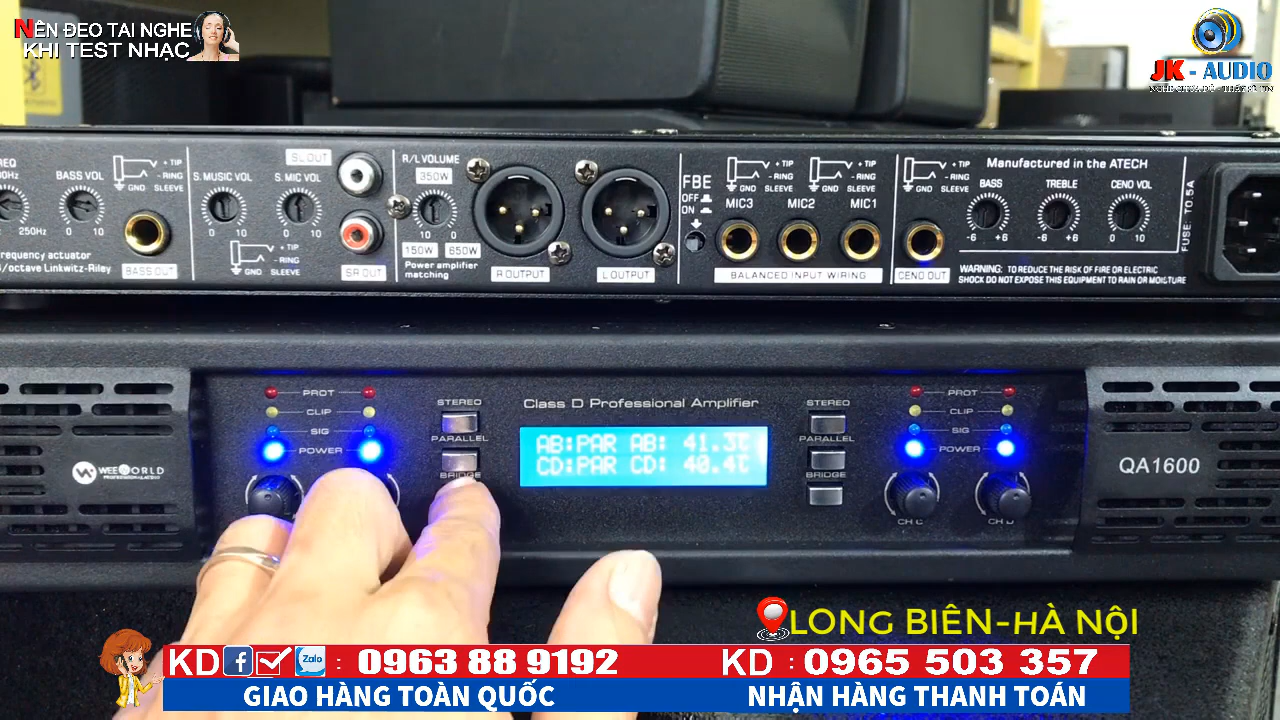 NÊN ĐEO TAI NGHE
KHI TEST NHẠC
JK - AUDIO
BASS VOL
0 10
250Hz
+ TIP
- RING
GND SLEEVE
BASS OUT
frequency actuator
/octave Linkwitz-Riley
S. MUSIC VOL
0 10
S. MIC VOL
0 10
+ TIP
- RING
GND SLEEVE
SL OUT
SR OUT
R/L VOLUME
350W
10 0
150W 650W
Power amplifier
matching
R OUTPUT
L OUTPUT
FBE
OFF
ON
+ TIP
- RING
GND SLEEVE
MIC3
+ TIP
- RING
GND SLEEVE
MIC2
MIC1
BALANCED INPUT WIRING
+ TIP
- RING
GND SLEEVE
CENO OUT
Manufactured in the ATECH
BASS
-6 +6
TREBLE
-6 +6
CENO VOL
0 10
WARNING: TO REDUCE THE RISK OF FIRE OR ELECTRIC
SHOCK DO NOT EXPOSE THIS EQUIPMENT TO RAIN OR MOISTURE
FUSE TO.5A
WEEWORLD
PROT
CLIP
SIG
POWER
STEREO
PARALLEL
BRIDGE
Class D Professional Amplifier
AB:PAR AB: 41.3℃
CD:PAR CD: 40.4℃
STEREO
PARALLEL
BRIDGE
PROT
CLIP
SIG
POWER
CH C
CH D
QA1600
LONG BIÊN-HÀ NỘI
KD f Zalo : 0963 88 9192
KD : 0965 503 357
GIAO HÀNG TOÀN QUỐC
NHẬN HÀNG THANH TOÁN